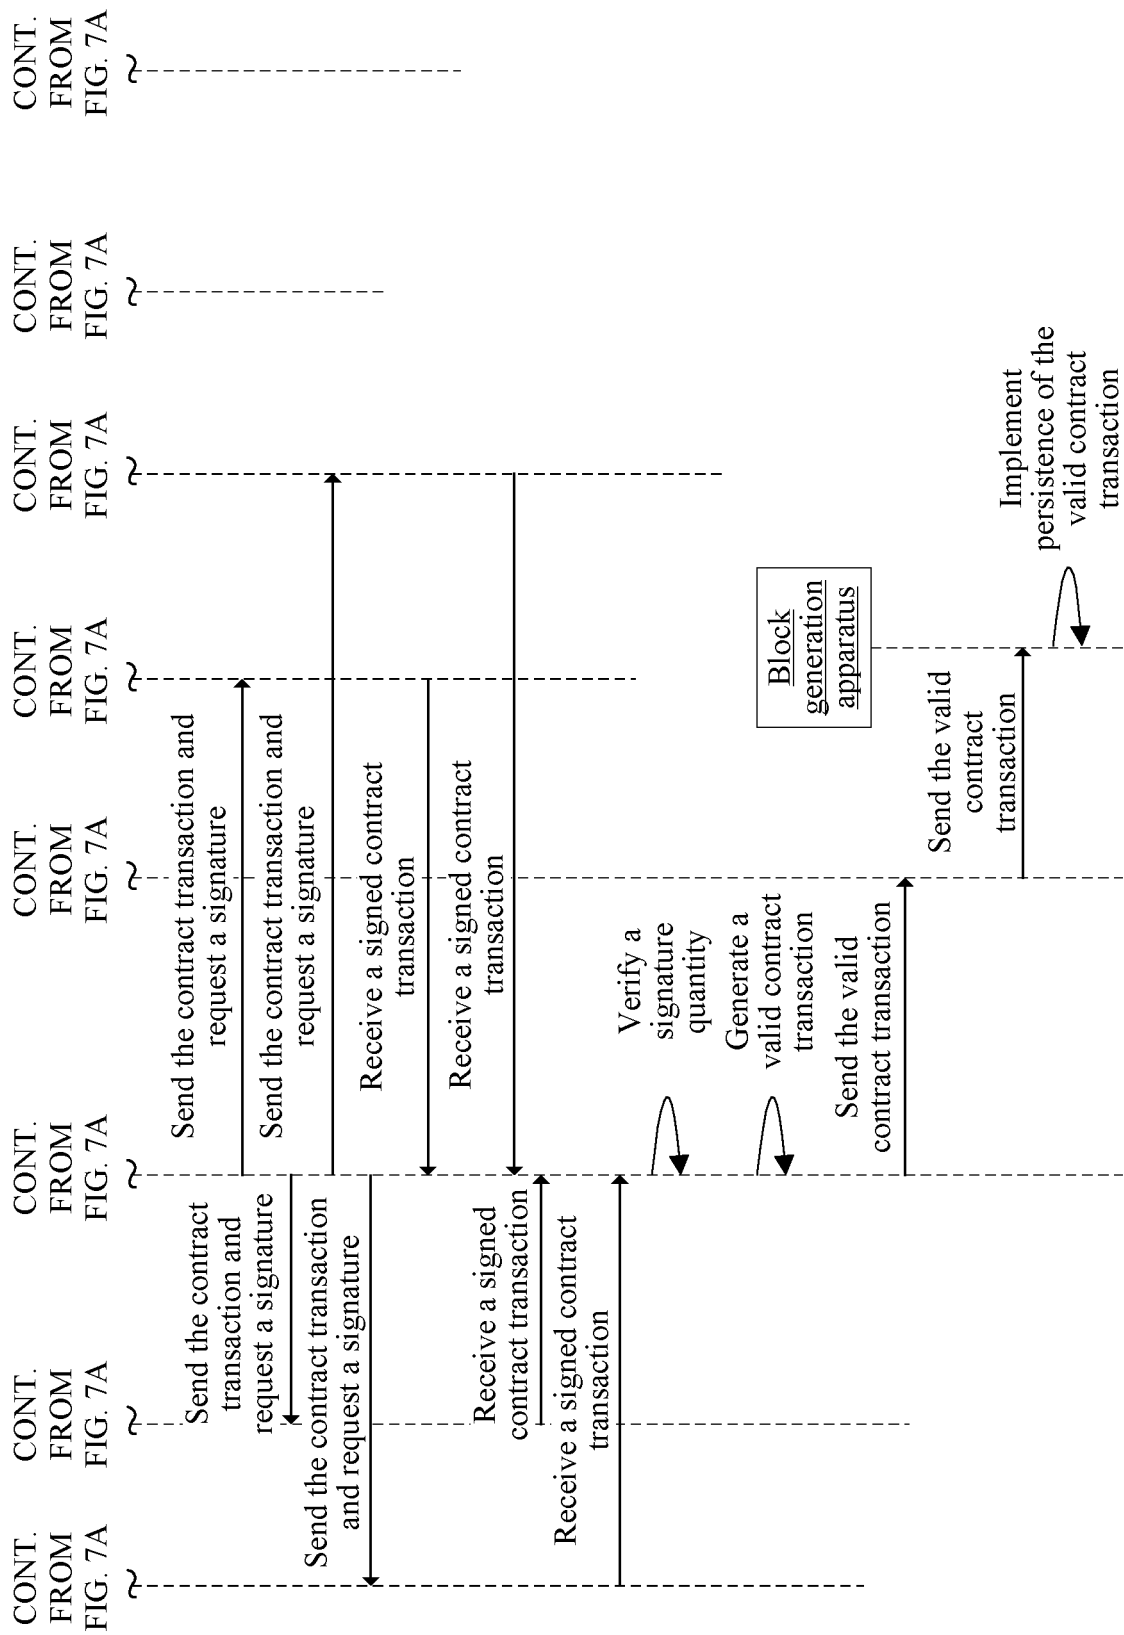 CONT.
FROM
FIG. 7A
CONT.
FROM
FIG. 7A
CONT.
FROM
FIG. 7A
CONT.
FROM
FIG. 7A
CONT.
FROM
FIG. 7A
CONT.
FROM
FIG. 7A
CONT.
FROM
FIG. 7A
CONT.
FROM
FIG. 7A
Send the contract transaction and
request a signature
Send the contract
transaction and
request a signature
Send the contract transaction and
request a signature
Send the contract transaction
and request a signature
Receive a signed contract
transaction
Receive a signed contract
transaction
Receive a signed
contract transaction
Receive a signed contract
transaction
Verify a
signature
quantity
Generate a
valid contract
transaction
Block
generation
apparatus
Send the valid
contract transaction
Send the valid
contract
transaction
Implement
persistence of the
valid contract
transaction